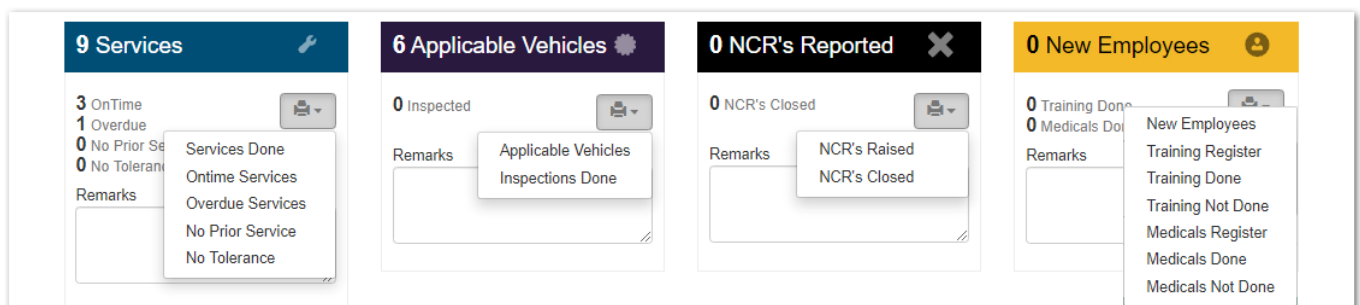 9 Services
3 OnTime
1 Overdue
0 No Prior Se
0 No Toleran
Remarks
Services Done
Ontime Services
Overdue Services
No Prior Service
No Tolerance
6 Applicable Vehicles
0 Inspected
Remarks
Applicable Vehicles
Inspections Done
0 NCR's Reported
0 NCR's Closed
Remarks
NCR's Raised
NCR's Closed
0 New Employees
0 Training Done
0 Medicals Do
Remarks
New Employees
Training Register
Training Done
Training Not Done
Medicals Register
Medicals Done
Medicals Not Done